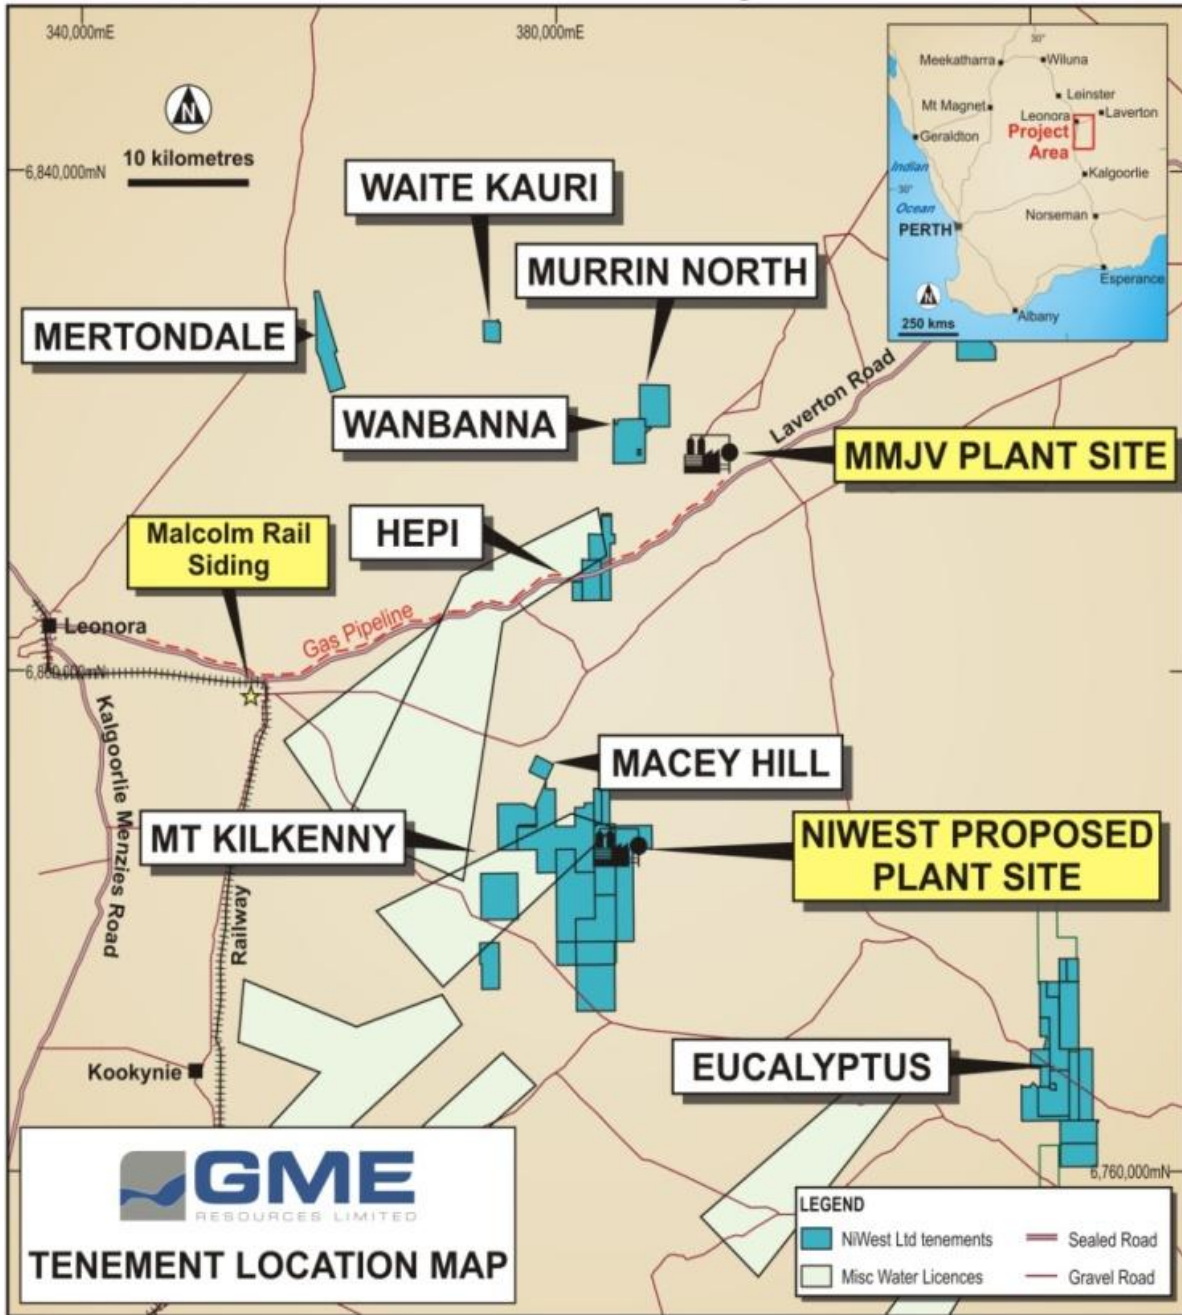 340,000mE
380,000mE
N
10 kilometres
6,840,000mN
30°
Meekatharra
Wiluna
Leinster
Mt Magnet
Leonora
Laverton
Geraldton
Project
Area
Indian
30°
Ocean
Kalgoorlie
Norseman
PERTH
Esperance
N
250 kms
Albany
WAITE KAURI
MURRIN NORTH
MERTONDALE
WANBANNA
Laverton Road
MMJV PLANT SITE
HEPI
Malcolm Rail
Siding
Leonora
Gas Pipeline
Kalgoorlie Menzies Road
MACEY HILL
MT KILKENNY
NIWEST PROPOSED
PLANT SITE
Railway
Kookynie
EUCALYPTUS
6,760,000mN
GME
RESOURCES LIMITED
TENEMENT LOCATION MAP
LEGEND
NiWest Ltd tenements
Sealed Road
Misc Water Licences
Gravel Road